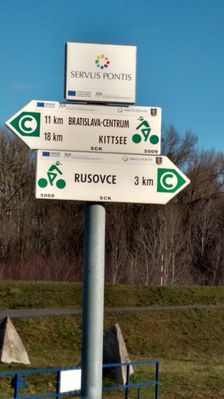 SERVUS PONTIS
C 11 km BRATISLAVA-CENTRUM
18 km KITTSEE
SCK 5009
RUSOVCE 3 km C
5009 SCK